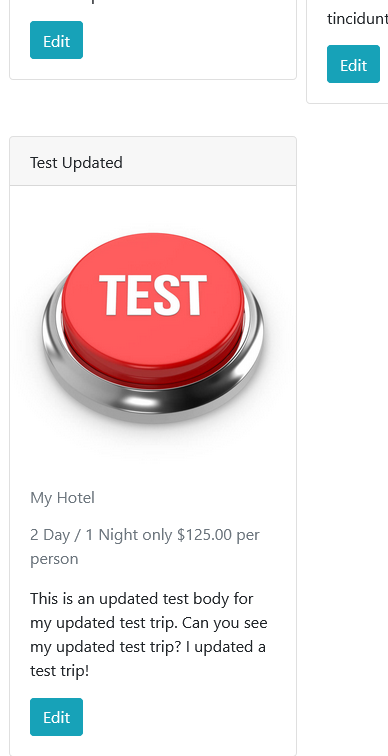 Edit
tincidunt
Edit
Test Updated
TEST
My Hotel
2 Day / 1 Night only $125.00 per
person
This is an updated test body for
my updated test trip. Can you see
my updated test trip? I updated a
test trip!
Edit